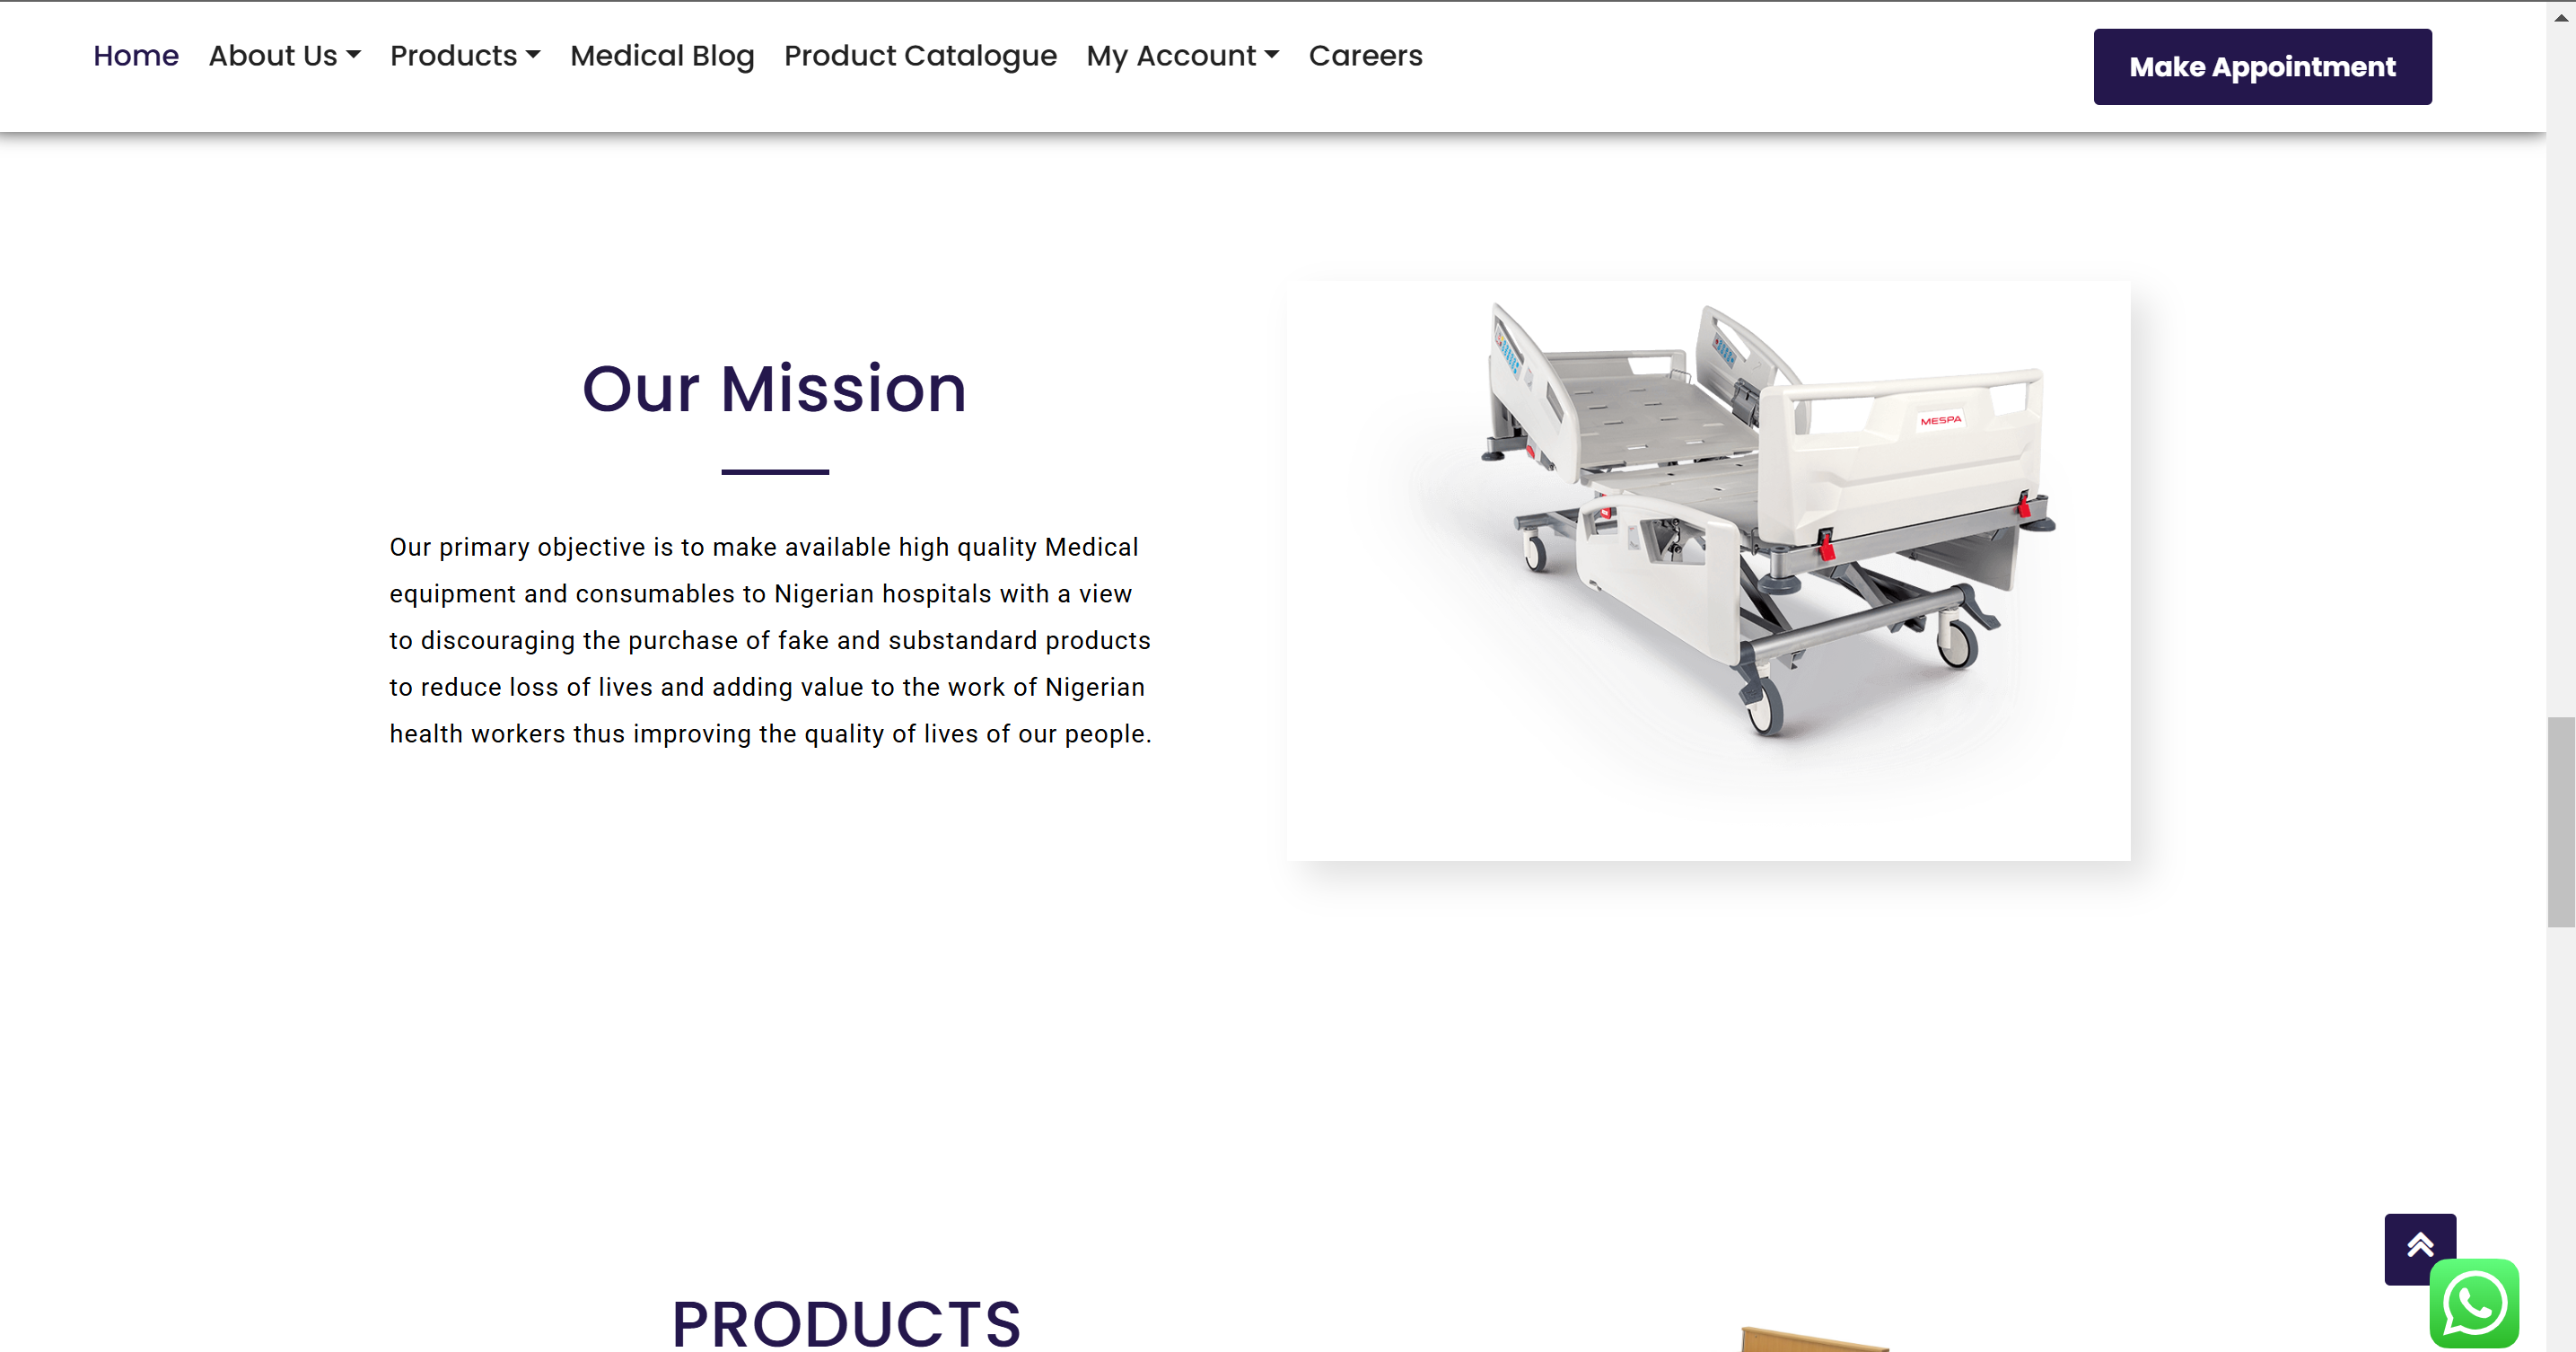 Home About Us Products Medical Blog Product Catalogue My Account Careers
Make Appointment
Our Mission
Our primary objective is to make available high quality Medical
equipment and consumables to Nigerian hospitals with a view
to discouraging the purchase of fake and substandard products
to reduce loss of lives and adding value to the work of Nigerian
health workers thus improving the quality of lives of our people.
MESPA
PRODUCTS